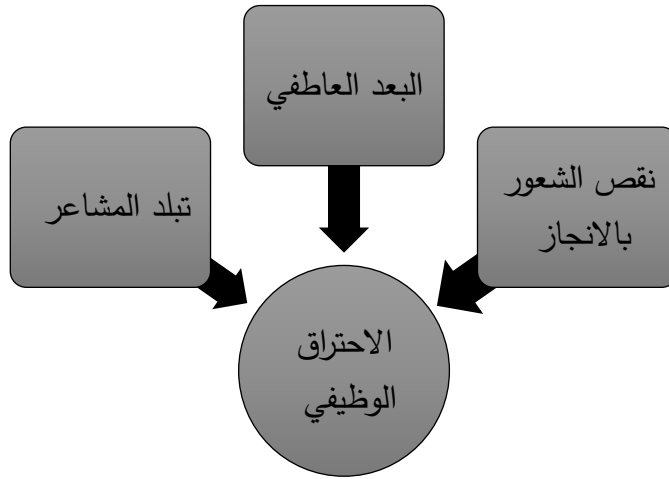 البعد العاطفي
نقص الشعور
بالانجاز
تبلد المشاعر
الاحتراق
الوظيفي